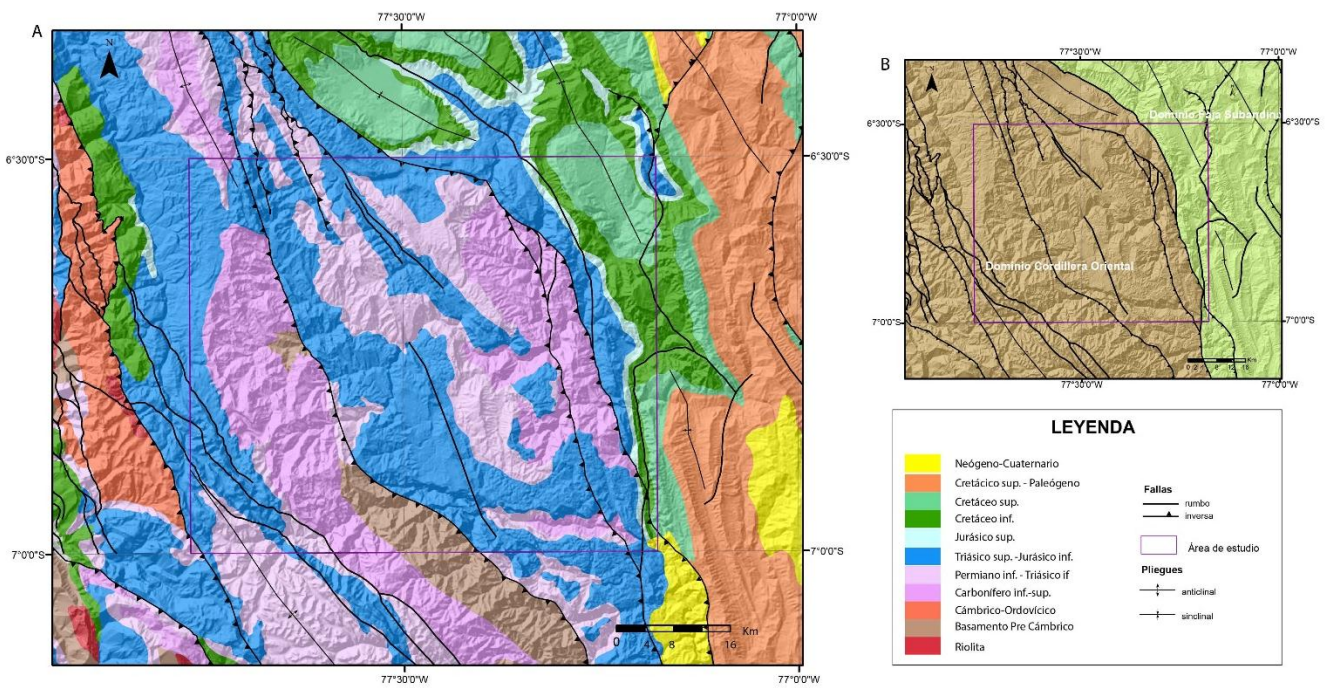 A
77°30'0"W
77°0'0"W
N
6°30'0"S
6°30'0"S
7°0'0"S
7°0'0"S
Km
0 4 8 16
77°30'0"W
77°0'0"W
B
77°30'0"W
77°0'0"W
N
Dominio Faja Subandina
6°30'0"S
6°30'0"S
Dominio Cordillera Oriental
7°0'0"S
7°0'0"S
Km
77°30'0"W
77°0'0"W
LEYENDA
Neógeno-Cuaternario
Cretácico sup. - Paleógeno
Cretáceo sup.
Cretáceo inf.
Jurásico sup.
Triásico sup. -Jurásico inf.
Permiano inf. - Triásico if
Carbonífero inf.-sup.
Cámbrico-Ordovícico
Basamento Pre Cámbrico
Riolita
Fallas
rumbo
inversa
Área de estudio
Pliegues
anticlinal
sinclinal